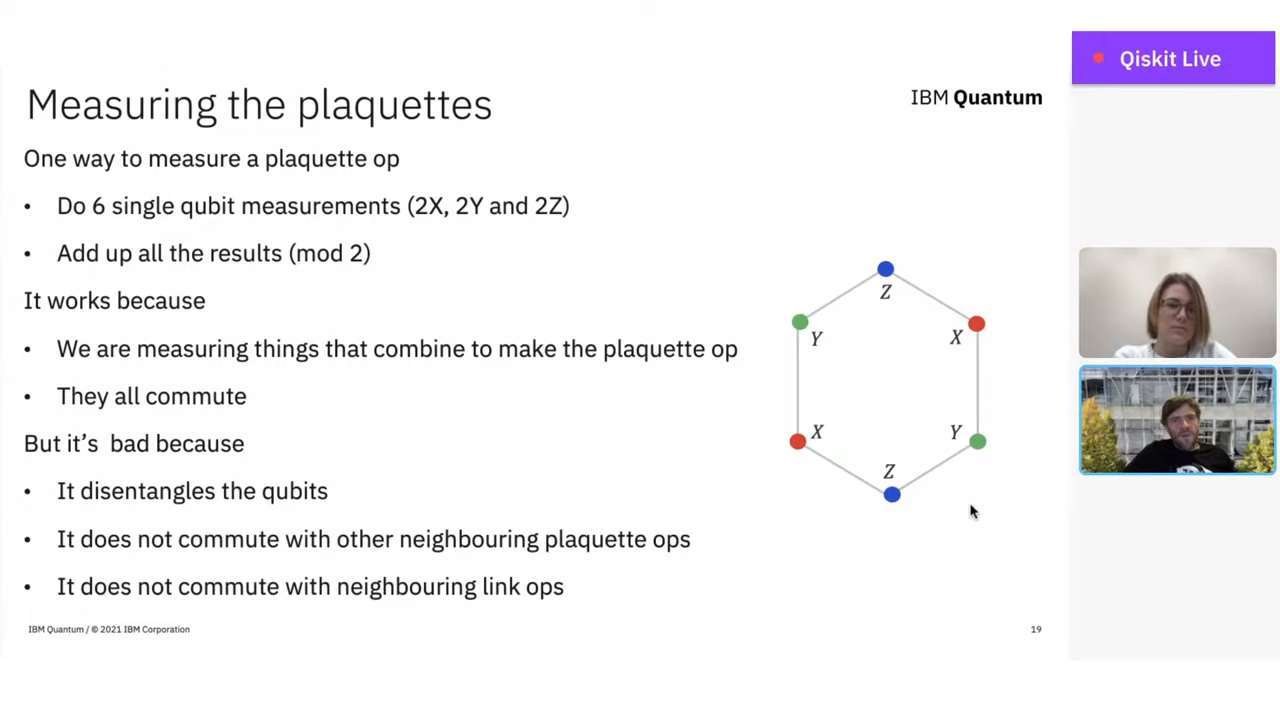 Qiskit Live
Measuring the plaquettes
IBM Quantum
One way to measure a plaquette op
• Do 6 single qubit measurements (2X, 2Y and 2Z)
• Add up all the results (mod 2)
It works because
• We are measuring things that combine to make the plaquette op
• They all commute
But it’s bad because
• It disentangles the qubits
• It does not commute with other neighbouring plaquette ops
• It does not commute with neighbouring link ops
Z
Y
X
X
Y
Z
IBM Quantum / © 2021 IBM Corporation
19